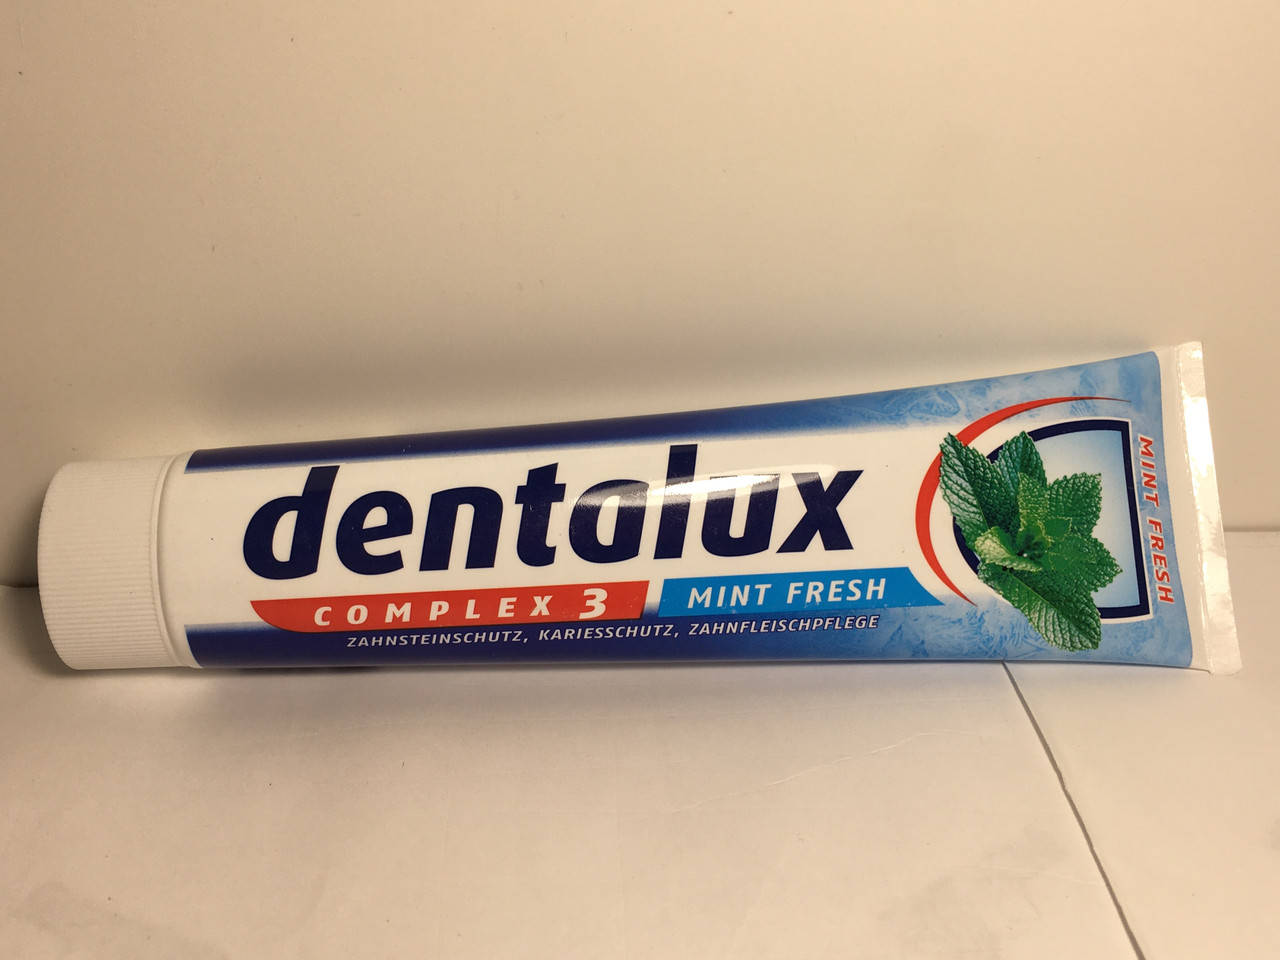 dentalux
COMPLEX 3
MINT FRESH
ZAHNSTEINSCHUTZ, KARIESSCHUTZ, ZAHNFLEISCHPFLEGE
MINT FRESH